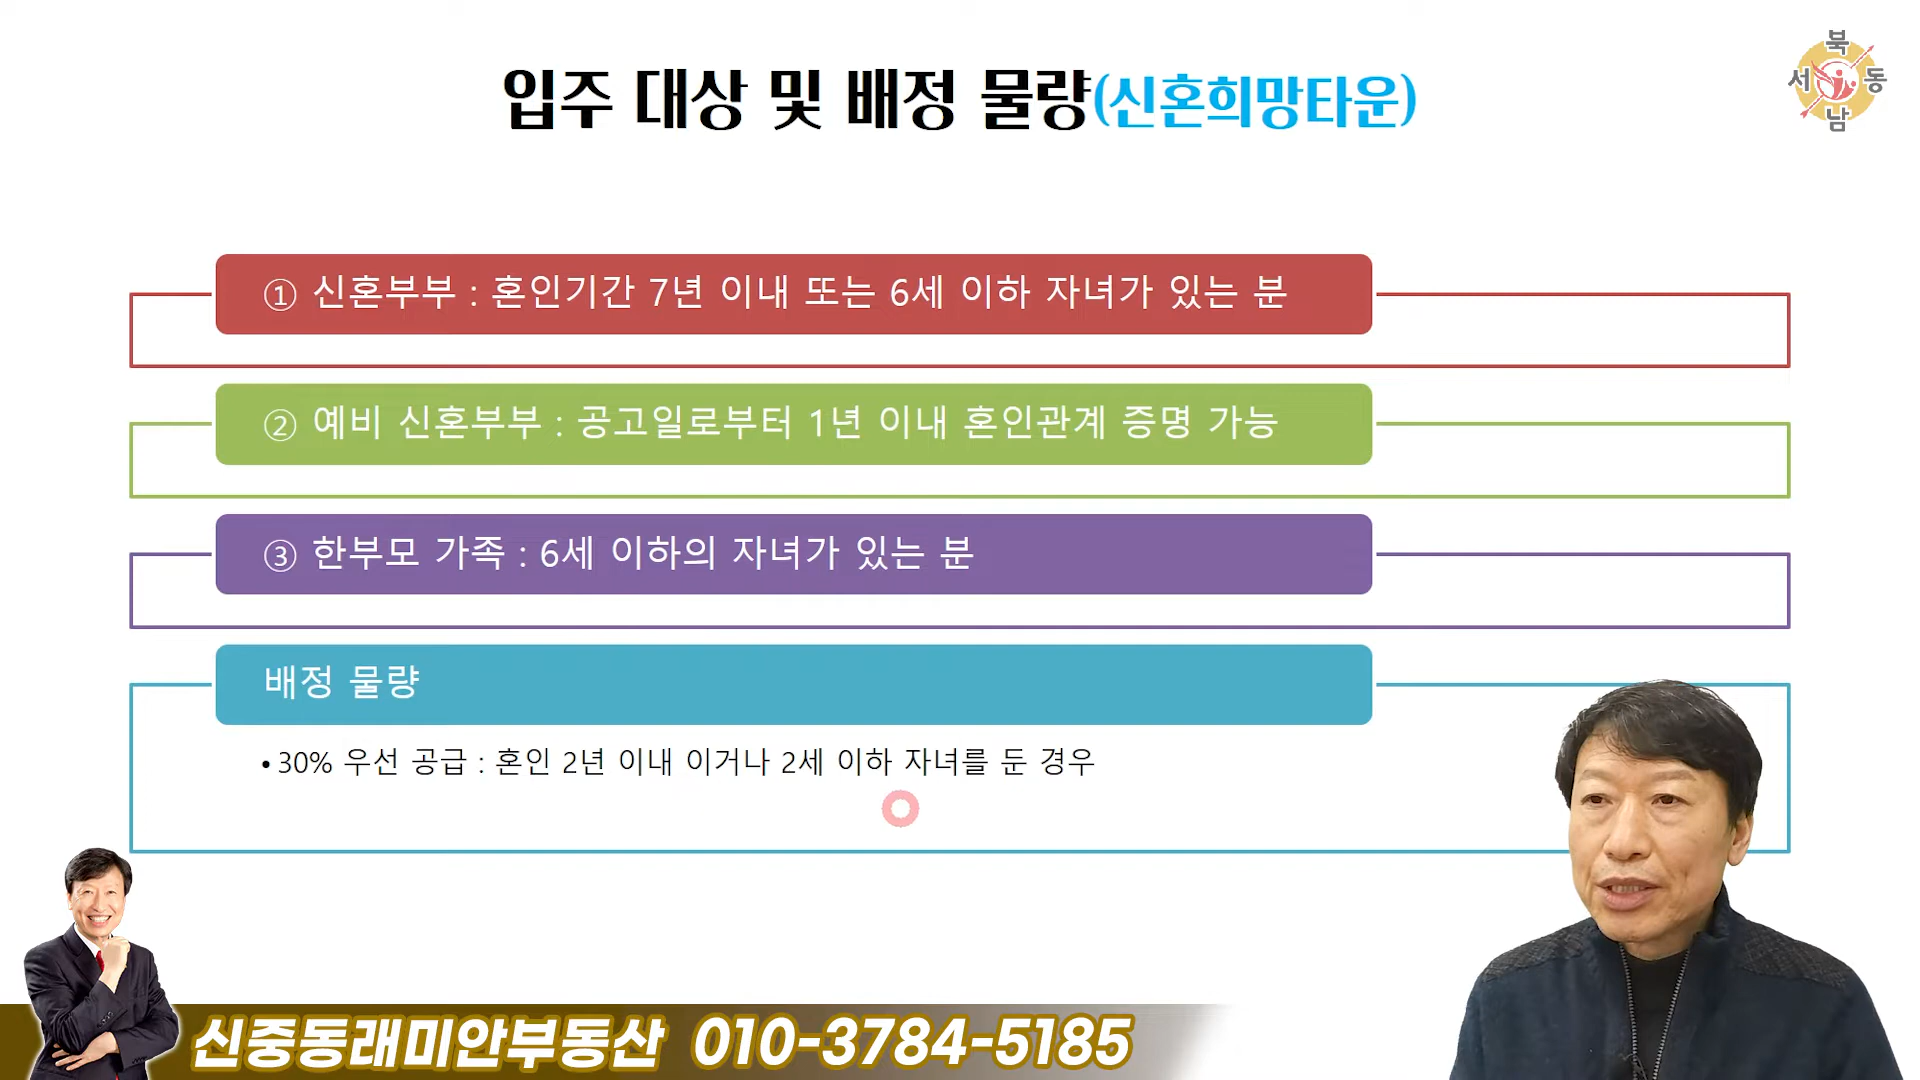 입주 대상 및 배정 물량(신혼희망타운)
북
서 동
남
① 신혼부부 : 혼인기간 7년 이내 또는 6세 이하 자녀가 있는 분
② 예비 신혼부부 : 공고일로부터 1년 이내 혼인관계 증명 가능
③ 한부모 가족 : 6세 이하의 자녀가 있는 분
배정 물량
• 30% 우선 공급 : 혼인 2년 이내 이거나 2세 이하 자녀를 둔 경우
신중동래미안부동산 010-3784-5185